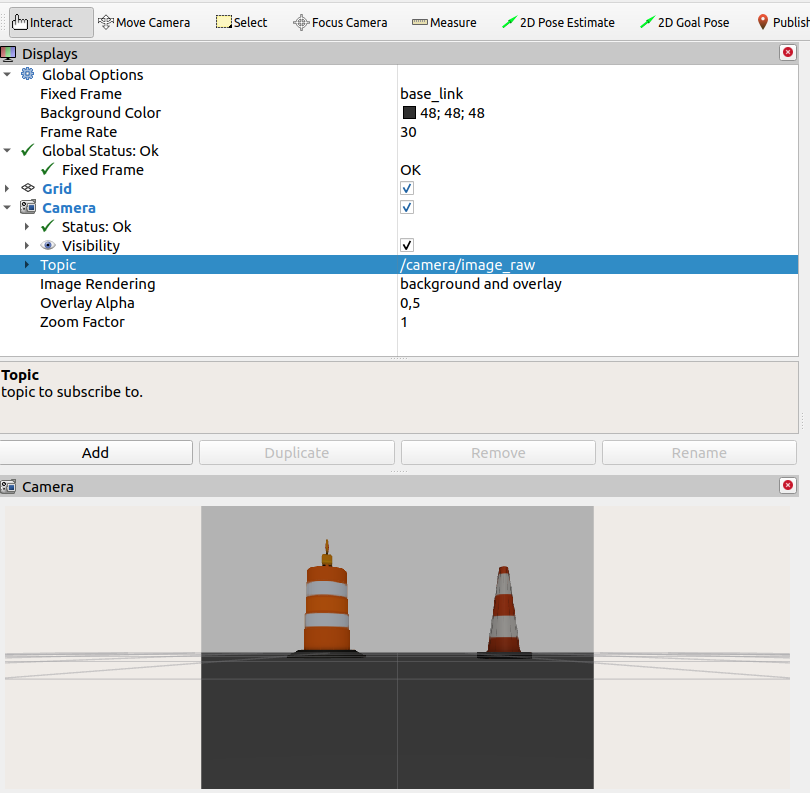 Interact Move Camera Select Focus Camera Measure 2D Pose Estimate 2D Goal Pose Publish
Displays
Global Options
Fixed Frame base_link
Background Color 48; 48; 48
Frame Rate 30
Global Status: Ok
Fixed Frame OK
Grid
Camera
Status: Ok
Visibility
Topic /camera/image_raw
Image Rendering background and overlay
Overlay Alpha 0,5
Zoom Factor 1
Topic
topic to subscribe to.
Add Duplicate Remove Rename
Camera